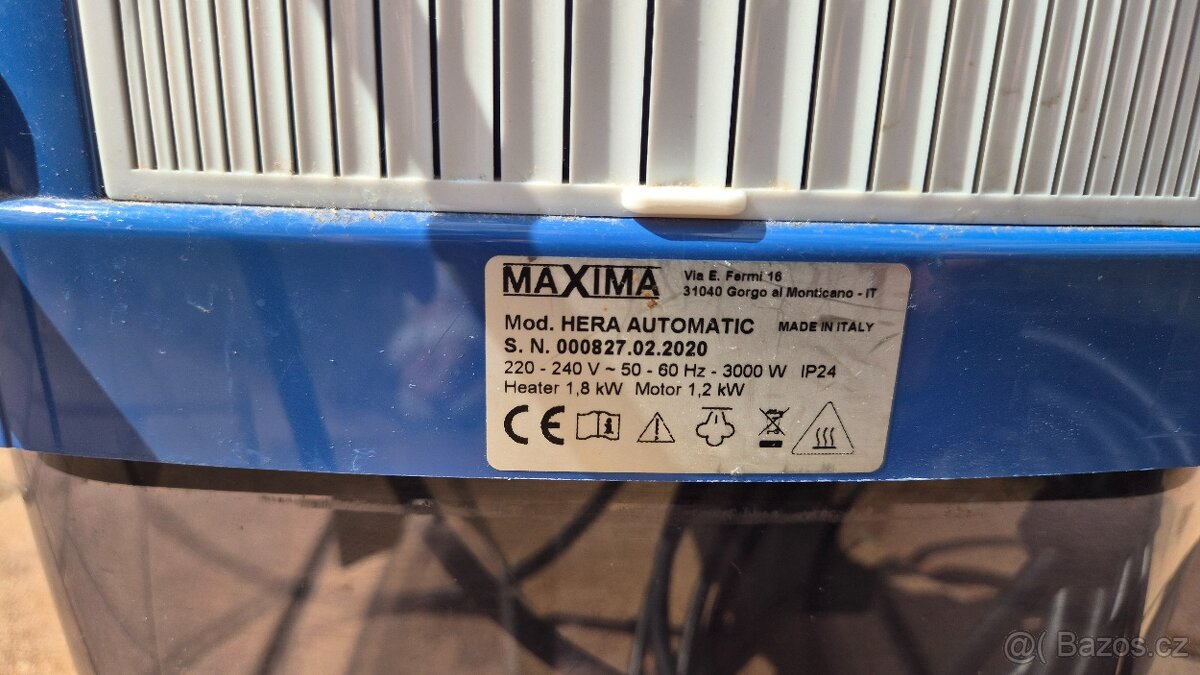 MAXIMA Via E. Fermi 16
31040 Gorgo al Monticano - IT
Mod. HERA AUTOMATIC MADE IN ITALY
S. N. 000827.02.2020
220 - 240 V ~ 50 - 60 Hz - 3000 W IP24
Heater 1,8 kW Motor 1,2 kW
CE
@( Bazos.cz